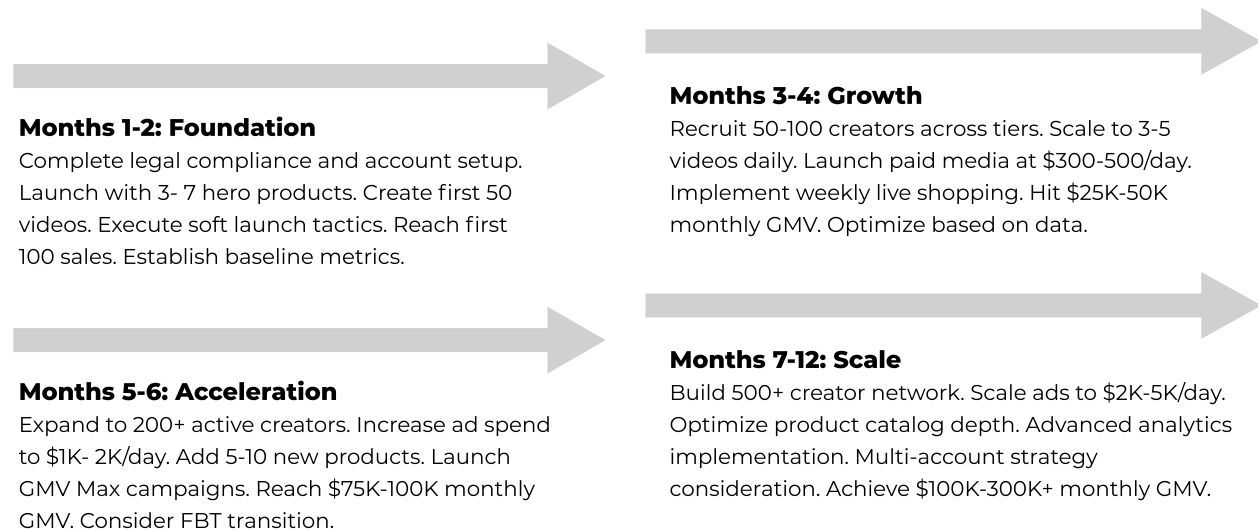 Months 1-2: Foundation
Complete legal compliance and account setup.
Launch with 3- 7 hero products. Create first 50
videos. Execute soft launch tactics. Reach first
100 sales. Establish baseline metrics.
Months 3-4: Growth
Recruit 50-100 creators across tiers. Scale to 3-5
videos daily. Launch paid media at $300-500/day.
Implement weekly live shopping. Hit $25K-50K
monthly GMV. Optimize based on data.
Months 5-6: Acceleration
Expand to 200+ active creators. Increase ad spend
to $1K- 2K/day. Add 5-10 new products. Launch
GMV Max campaigns. Reach $75K-100K monthly
GMV. Consider FBT transition.
Months 7-12: Scale
Build 500+ creator network. Scale ads to $2K-5K/day.
Optimize product catalog depth. Advanced analytics
implementation. Multi-account strategy
consideration. Achieve $100K-300K+ monthly GMV.